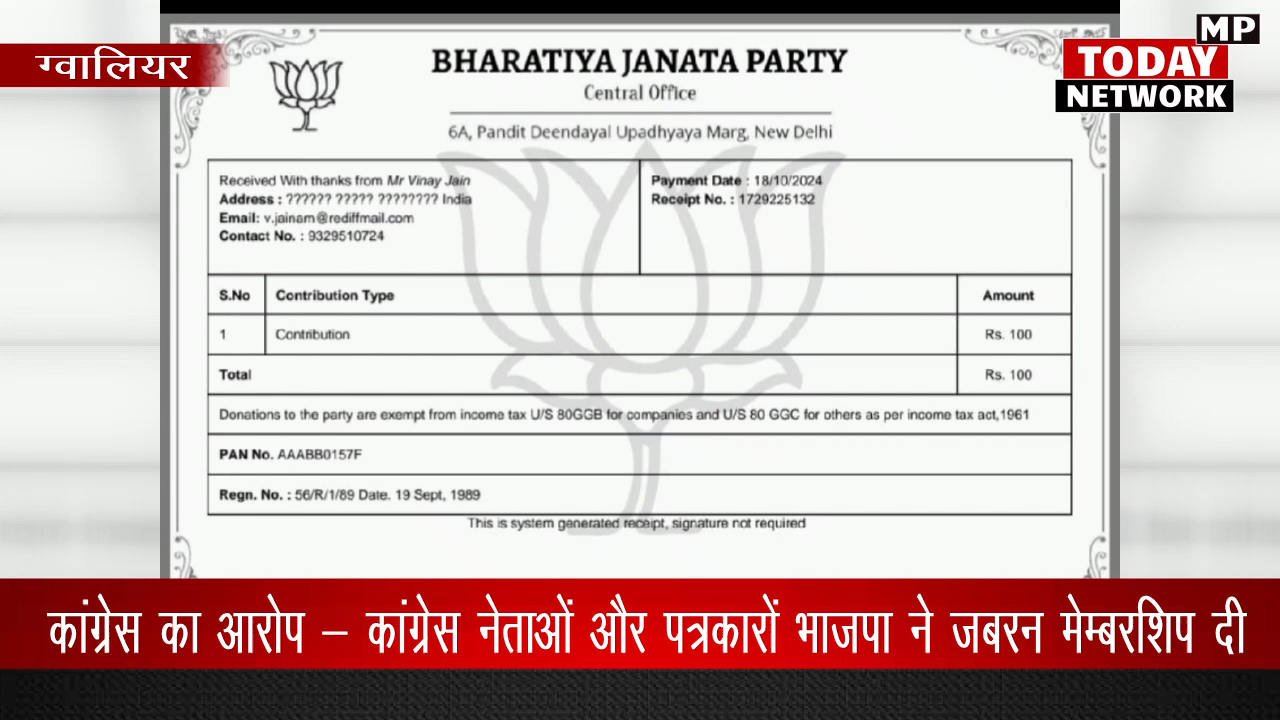 MP
TODAY
NETWORK
ग्वालियर
BHARATIYA JANATA PARTY
Central Office
6A, Pandit Deendayal Upadhyaya Marg, New Delhi
Received With thanks from Mr Vinay Jain
Address : ?????? ????? ???????? India
Email: v.jainam@rediffmail.com
Contact No. : 9329510724
Payment Date : 18/10/2024
Receipt No. : 1729225132
S.No Contribution Type Amount
1 Contribution Rs. 100
Total Rs. 100
Donations to the party are exempt from income tax U/S 80GGB for companies and U/S 80 GGC for others as per income tax act,1961
PAN No. AAABB0157F
Regn. No. : 56/R/1/89 Date. 19 Sept, 1989
This is system generated receipt, signature not required
कांग्रेस का आरोप – कांग्रेस नेताओं और पत्रकारों भाजपा ने जबरन मेम्बरशिप दी